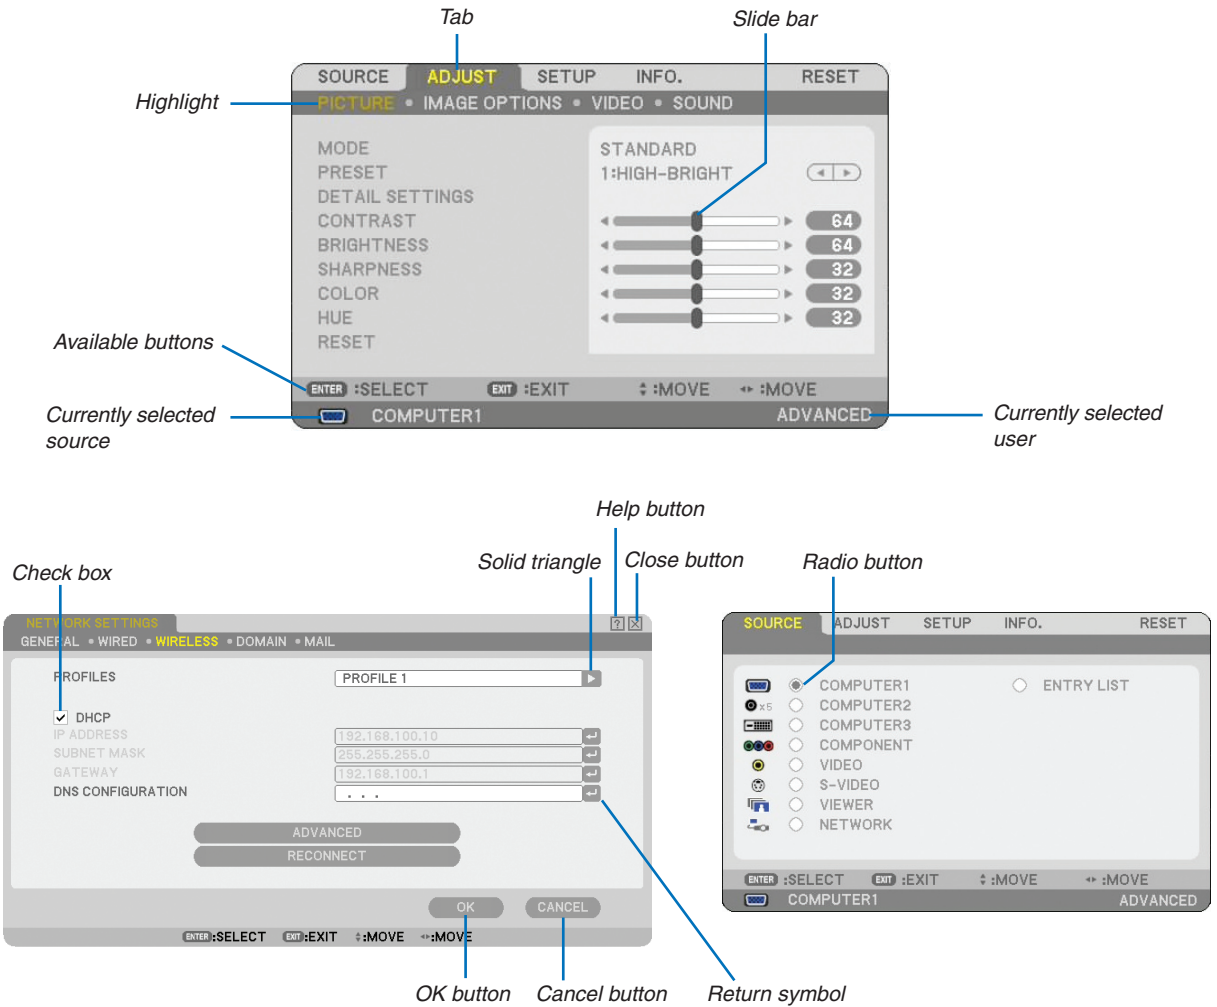 Tab
Slide bar
SOURCE ADJUST SETUP INFO. RESET
Highlight
PICTURE • IMAGE OPTIONS • VIDEO • SOUND
MODE STANDARD
PRESET 1:HIGH-BRIGHT
DETAIL SETTINGS
CONTRAST 64
BRIGHTNESS 64
SHARPNESS 32
COLOR 32
HUE 32
RESET
Available buttons
ENTER :SELECT EXIT :EXIT :MOVE :MOVE
Currently selected
source
COMPUTER1 ADVANCED
Currently selected
user
Help button
Check box
Solid triangle
Close button
NETWORK SETTINGS ? X
GENERAL • WIRED • WIRELESS • DOMAIN • MAIL
PROFILES PROFILE 1
DHCP
IP ADDRESS 192.168.100.10
SUBNET MASK 255.255.255.0
GATEWAY 192.168.100.1
DNS CONFIGURATION . . .
ADVANCED
RECONNECT
OK CANCEL
ENTER:SELECT EXIT:EXIT :MOVE :MOVE
OK button
Cancel button
Return symbol
Radio button
SOURCE ADJUST SETUP INFO. RESET
COMPUTER1 ENTRY LIST
x5 COMPUTER2
COMPUTER3
COMPONENT
VIDEO
S-VIDEO
VIEWER
NETWORK
ENTER :SELECT EXIT :EXIT :MOVE :MOVE
COMPUTER1 ADVANCED